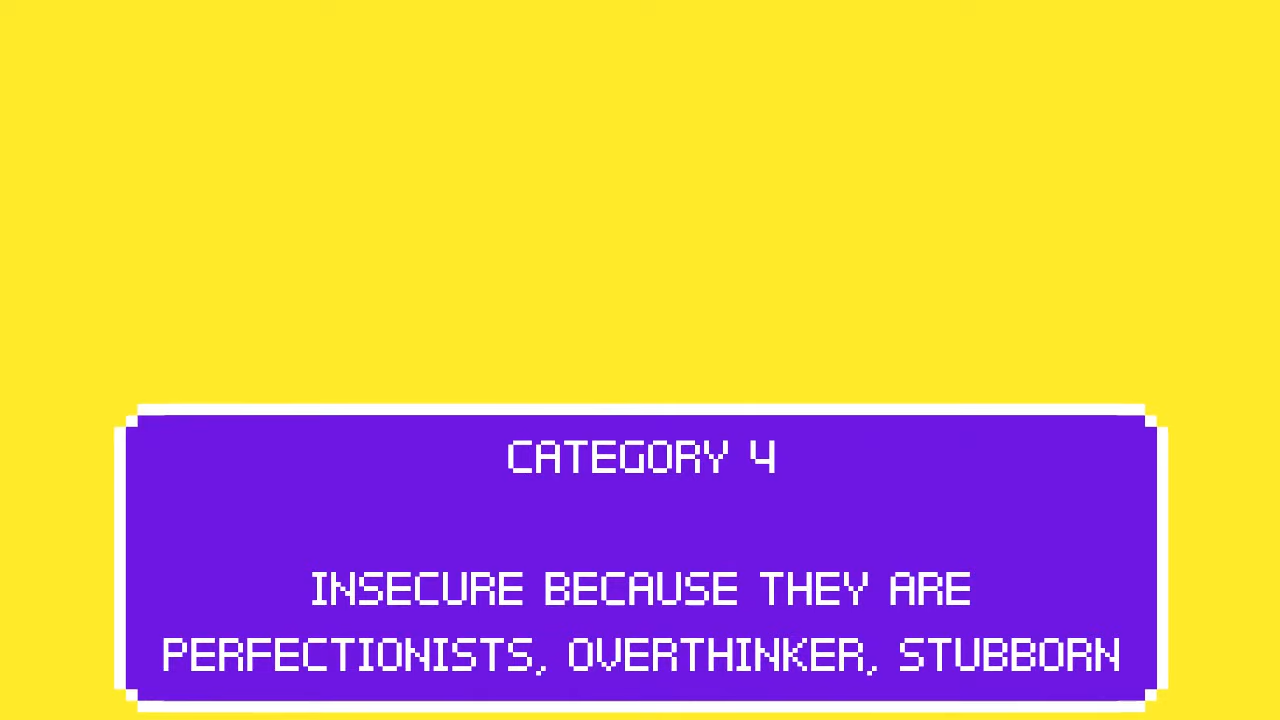 CATEGORY 4
INSECURE BECAUSE THEY ARE
PERFECTIONISTS, OVERTHINKER, STUBBORN